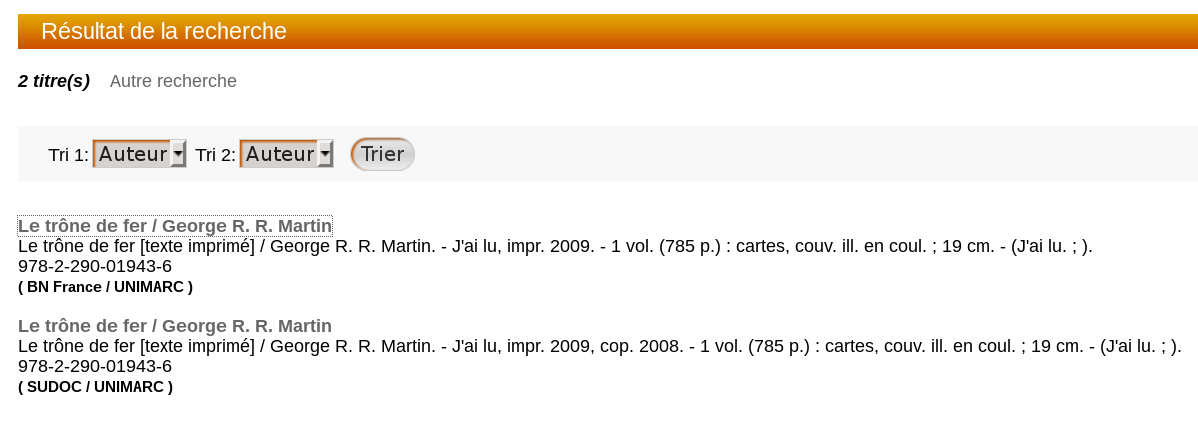 Résultat de la recherche
2 titre(s) Autre recherche
Tri 1: Auteur Tri 2: Auteur Trier
Le trône de fer / George R. R. Martin
Le trône de fer [texte imprimé] / George R. R. Martin. - J'ai lu, impr. 2009. - 1 vol. (785 p.) : cartes, couv. ill. en coul. ; 19 cm. - (J'ai lu. ; ).
978-2-290-01943-6
( BN France / UNIMARC )
Le trône de fer / George R. R. Martin
Le trône de fer [texte imprimé] / George R. R. Martin. - J'ai lu, impr. 2009, cop. 2008. - 1 vol. (785 p.) : cartes, couv. ill. en coul. ; 19 cm. - (J'ai lu. ; ).
978-2-290-01943-6
( SUDOC / UNIMARC )